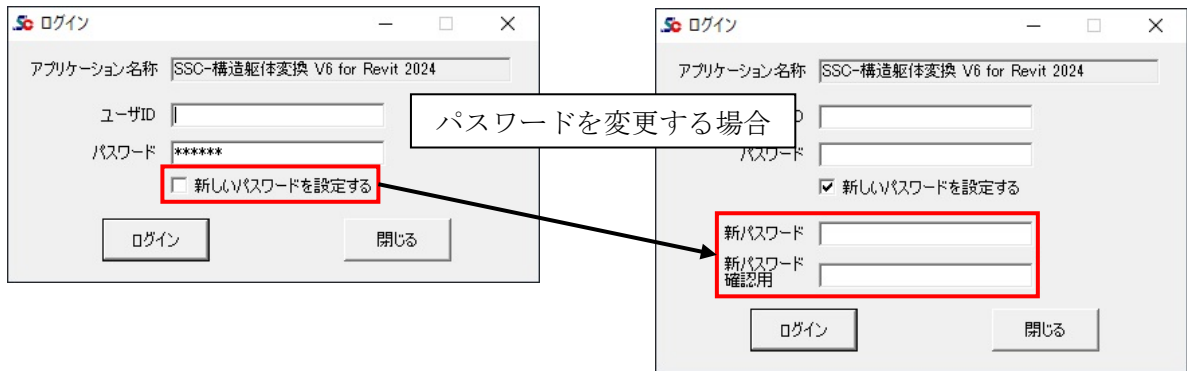 Sc ログイン
アプリケーション名称 SSC-構造躯体変換 V6 for Revit 2024
ユーザID
パスワード ******
新しいパスワードを設定する
ログイン 閉じる
パスワードを変更する場合
Sc ログイン
アプリケーション名称 SSC-構造躯体変換 V6 for Revit 2024
D
パスワード
新しいパスワードを設定する
新パスワード
新パスワード
確認用
ログイン 閉じる